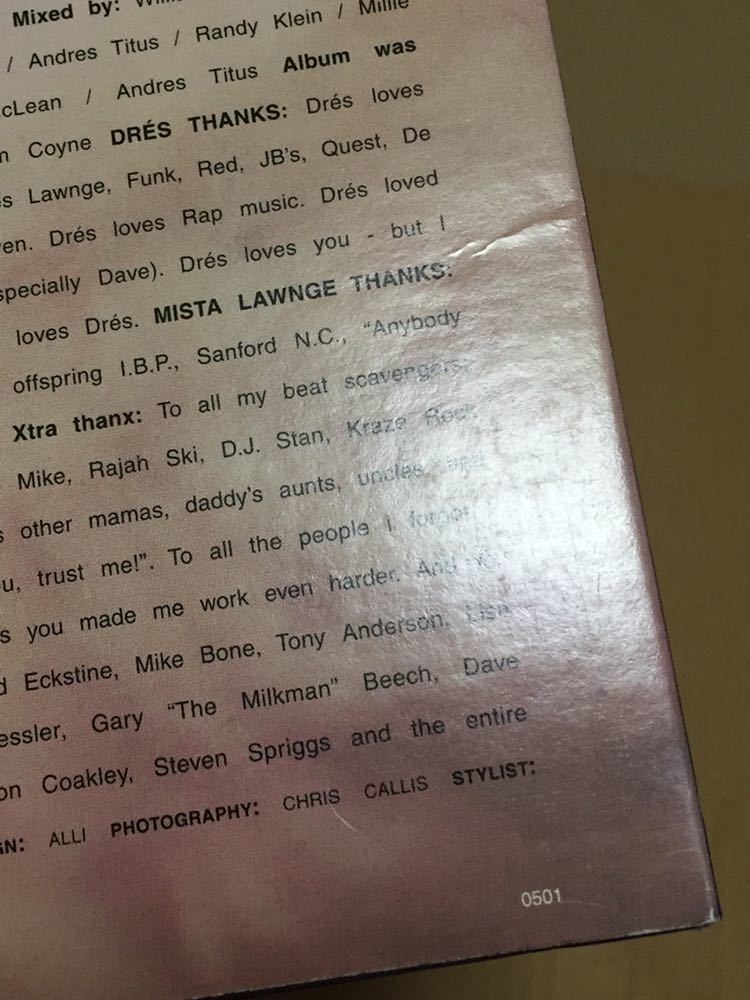 Mixed by:
/ Andres Titus / Randy Klein / Millie
cLean / Andres Titus Album was
n Coyne DRÉS THANKS: Drés loves
s Lawnge, Funk, Red, JB's, Quest, De
en. Drés loves Rap music. Drés loved
specially Dave). Drés loves you - but I
loves Drés. MISTA LAWNGE THANKS:
offspring I.B.P., Sanford N.C., “Anybody
Xtra thanx: To all my beat scavengers:
Mike, Rajah Ski, D.J. Stan, Kraze Rock
s other mamas, daddy's aunts, uncles, and
u, trust me!”. To all the people I forgot
s you made me work even harder. And
d Eckstine, Mike Bone, Tony Anderson, Lisa
essler, Gary “The Milkman” Beech, Dave
on Coakley, Steven Spriggs and the entire
GN: ALLI PHOTOGRAPHY: CHRIS CALLIS STYLIST:
0501